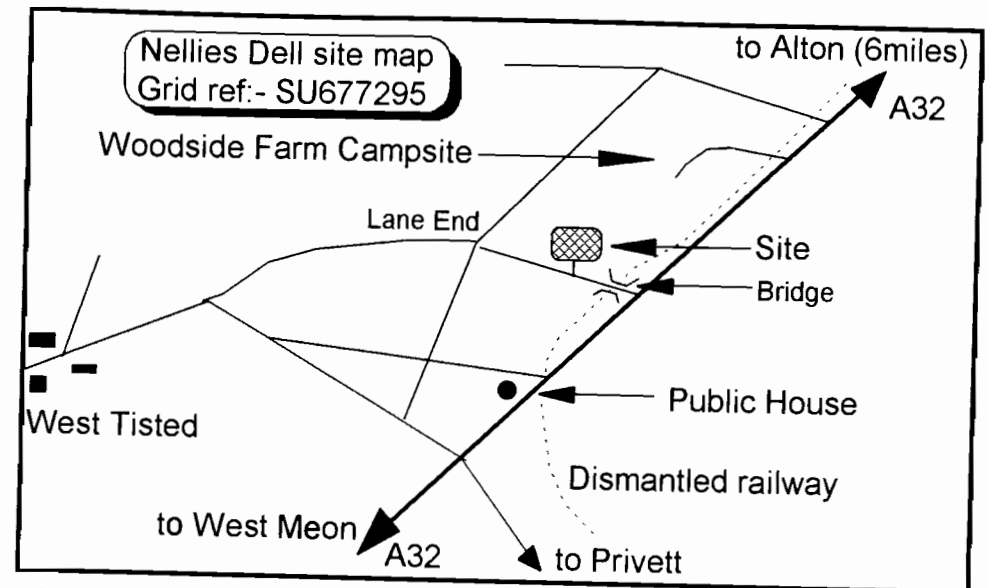 Nellies Dell site map
Grid ref:- SU677295
to Alton (6miles)
A32
Woodside Farm Campsite
Lane End
Site
Bridge
Public House
West Tisted
Dismantled railway
to West Meon
A32
to Privett